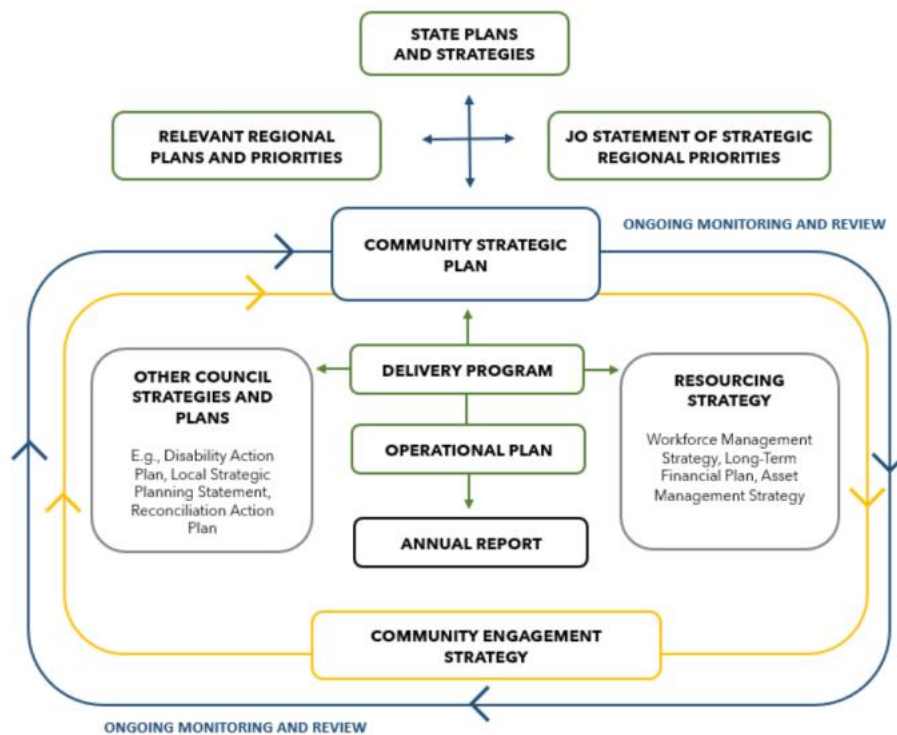 STATE PLANS
AND STRATEGIES
RELEVANT REGIONAL
PLANS AND PRIORITIES
JO STATEMENT OF STRATEGIC
REGIONAL PRIORITIES
ONGOING MONITORING AND REVIEW
COMMUNITY STRATEGIC
PLAN
DELIVERY PROGRAM
OTHER COUNCIL
STRATEGIES AND
PLANS
E.g., Disability Action
Plan, Local Strategic
Planning Statement,
Reconciliation Action
Plan
RESOURCING
STRATEGY
Workforce Management
Strategy, Long-Term
Financial Plan, Asset
Management Strategy
OPERATIONAL PLAN
ANNUAL REPORT
COMMUNITY ENGAGEMENT
STRATEGY
ONGOING MONITORING AND REVIEW